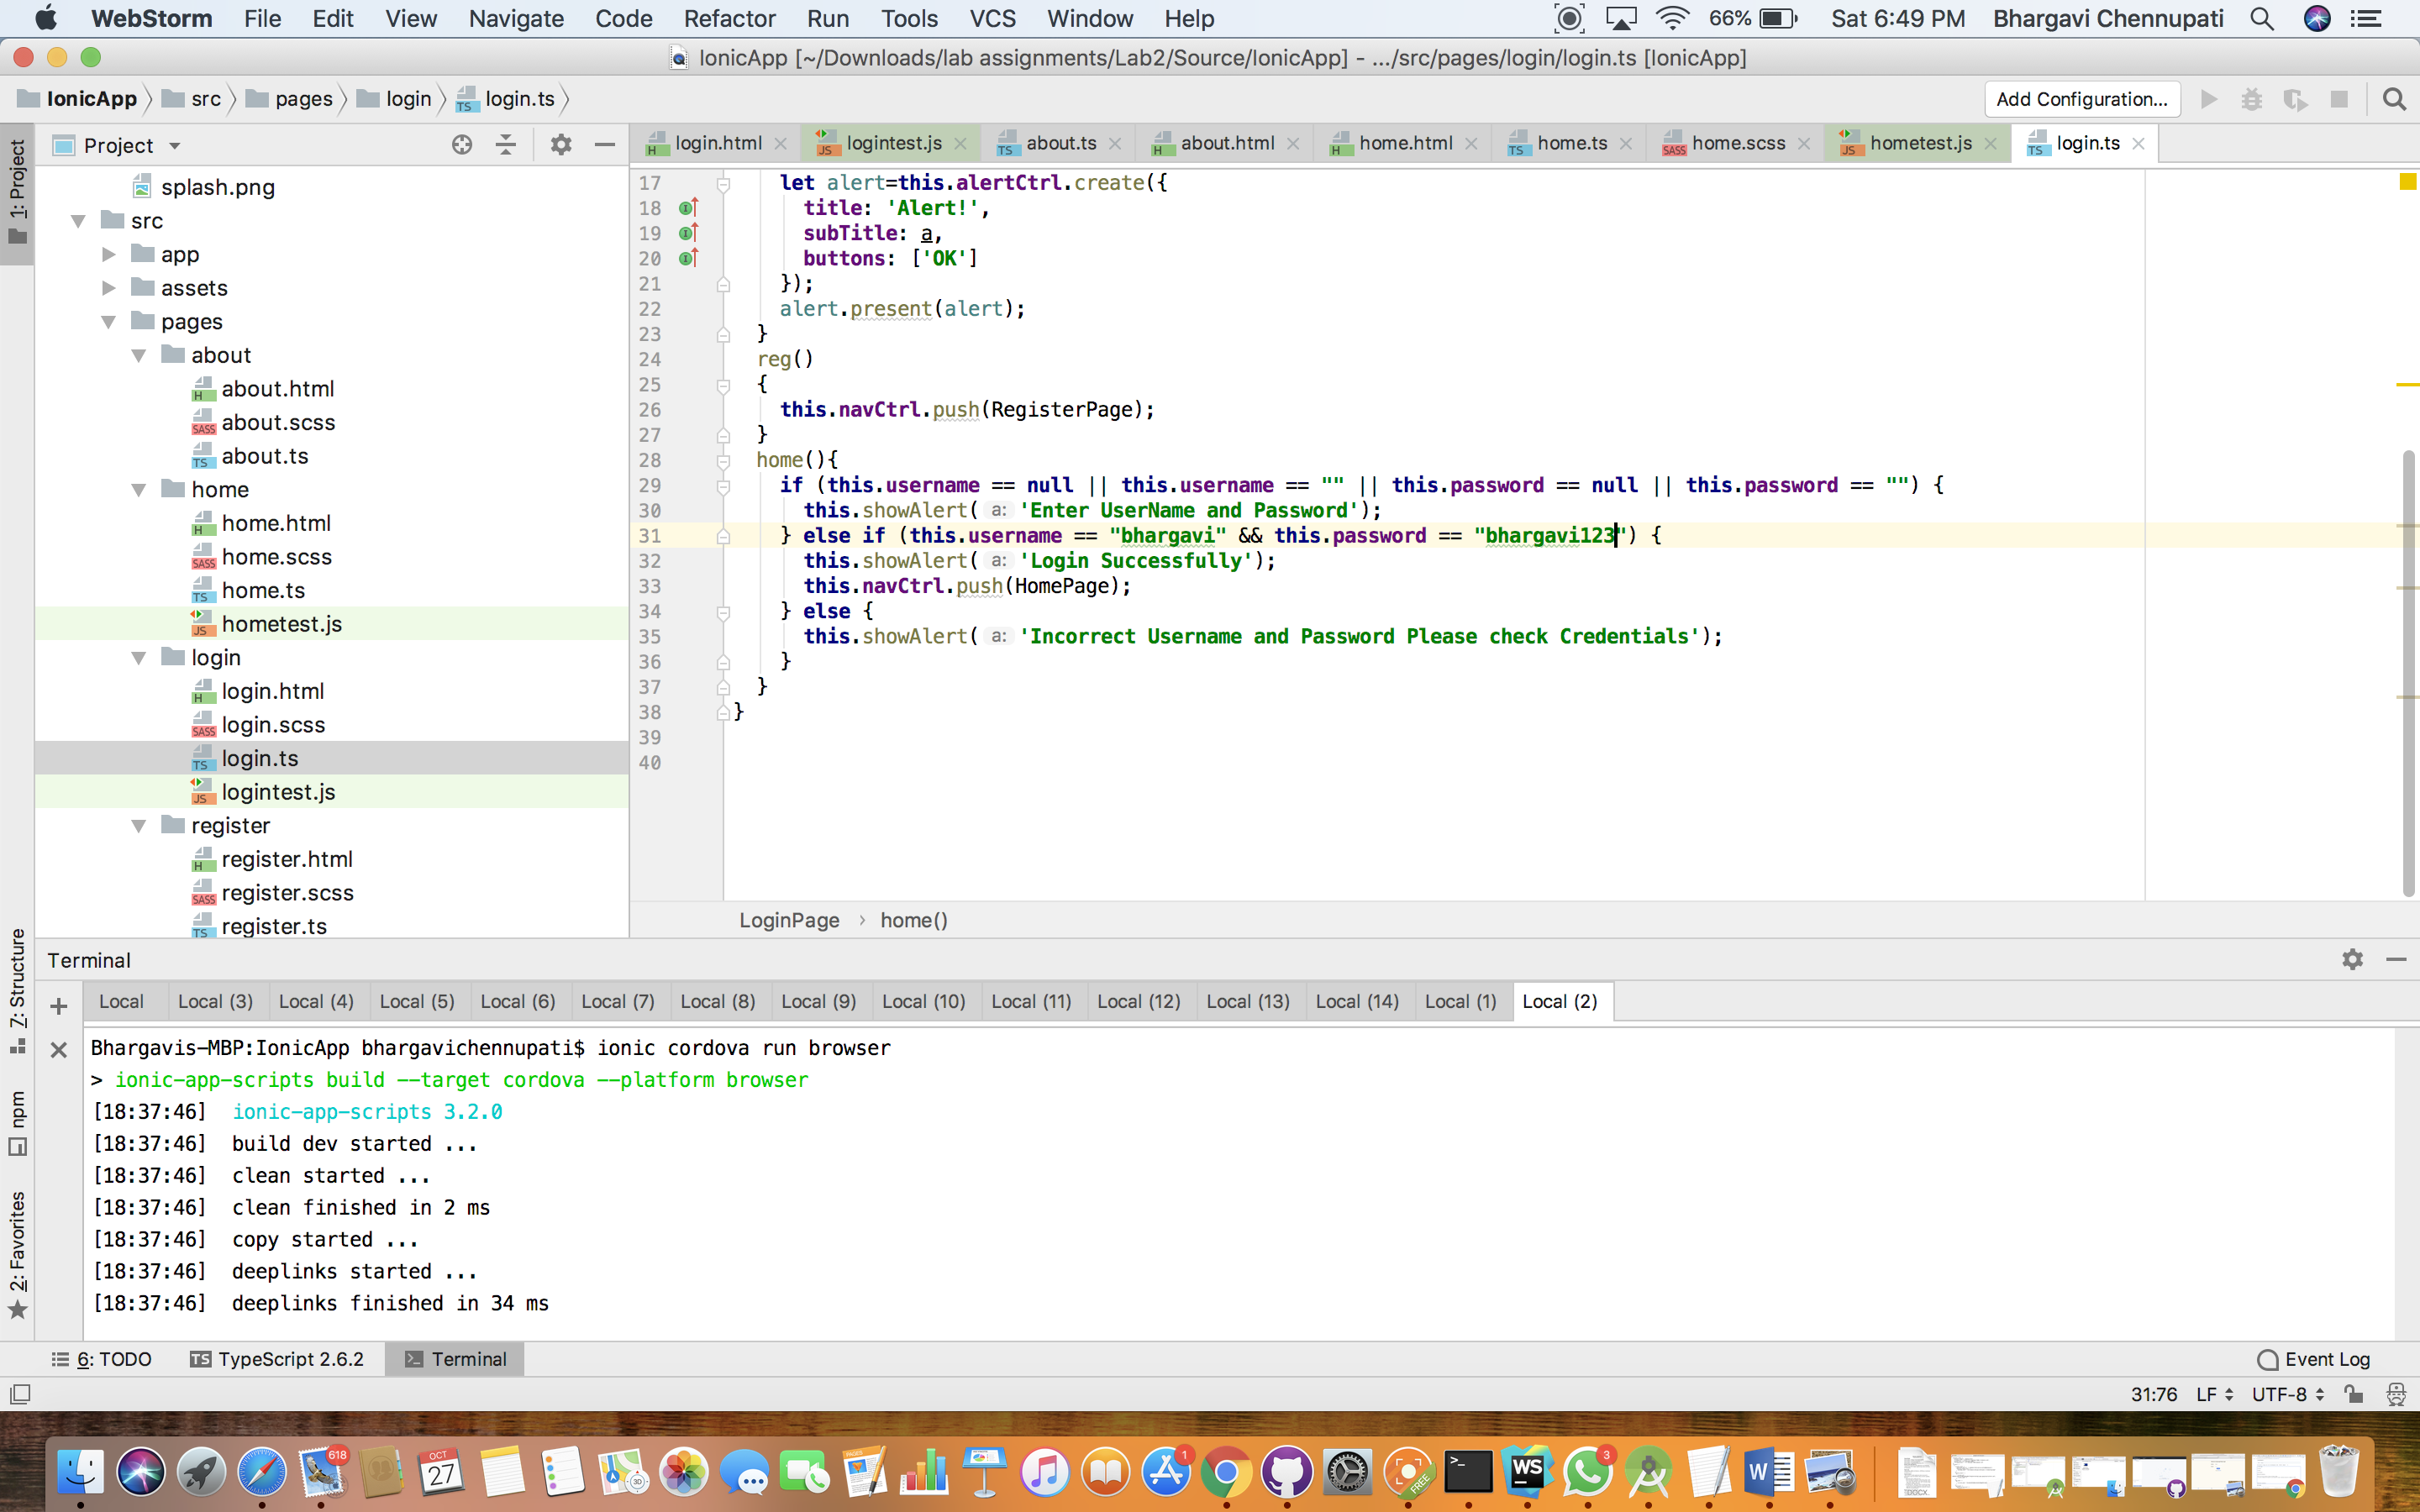 WebStorm File Edit View Navigate Code Refactor Run Tools VCS Window Help 66% Sat 6:49 PM Bhargavi Chennupati
IonicApp [~/Downloads/lab assignments/Lab2/Source/IonicApp] - .../src/pages/login/login.ts [IonicApp]
IonicApp src pages login login.ts Add Configuration...
Project login.html logintest.js about.ts about.html home.html home.ts home.scss hometest.js login.ts
1: Project
splash.png
src
app
assets
pages
about
about.html
about.scss
about.ts
home
home.html
home.scss
home.ts
hometest.js
login
login.html
login.scss
login.ts
logintest.js
register
register.html
register.scss
register.ts
17 let alert=this.alertCtrl.create({
18 title: 'Alert!',
19 subTitle: a,
20 buttons: ['OK']
21 });
22 alert.present(alert);
23 }
24 reg()
25 {
26 this.navCtrl.push(RegisterPage);
27 }
28 home(){
29 if (this.username == null || this.username == "" || this.password == null || this.password == "") {
30 this.showAlert( a: 'Enter UserName and Password');
31 } else if (this.username == "bhargavi" && this.password == "bhargavi123") {
32 this.showAlert( a: 'Login Successfully');
33 this.navCtrl.push(HomePage);
34 } else {
35 this.showAlert( a: 'Incorrect Username and Password Please check Credentials');
36 }
37 }
38 }
39
40
LoginPage › home()
7: Structure
npm
2: Favorites
Terminal
Local Local (3) Local (4) Local (5) Local (6) Local (7) Local (8) Local (9) Local (10) Local (11) Local (12) Local (13) Local (14) Local (1) Local (2)
Bhargavis-MBP:IonicApp bhargavichennupati$ ionic cordova run browser
> ionic-app-scripts build --target cordova --platform browser
[18:37:46] ionic-app-scripts 3.2.0
[18:37:46] build dev started ...
[18:37:46] clean started ...
[18:37:46] clean finished in 2 ms
[18:37:46] copy started ...
[18:37:46] deeplinks started ...
[18:37:46] deeplinks finished in 34 ms
6: TODO TypeScript 2.6.2 Terminal Event Log
31:76 LF UTF-8
618 OCT 27 PAGES 1 FREE WS 3 W DOCX